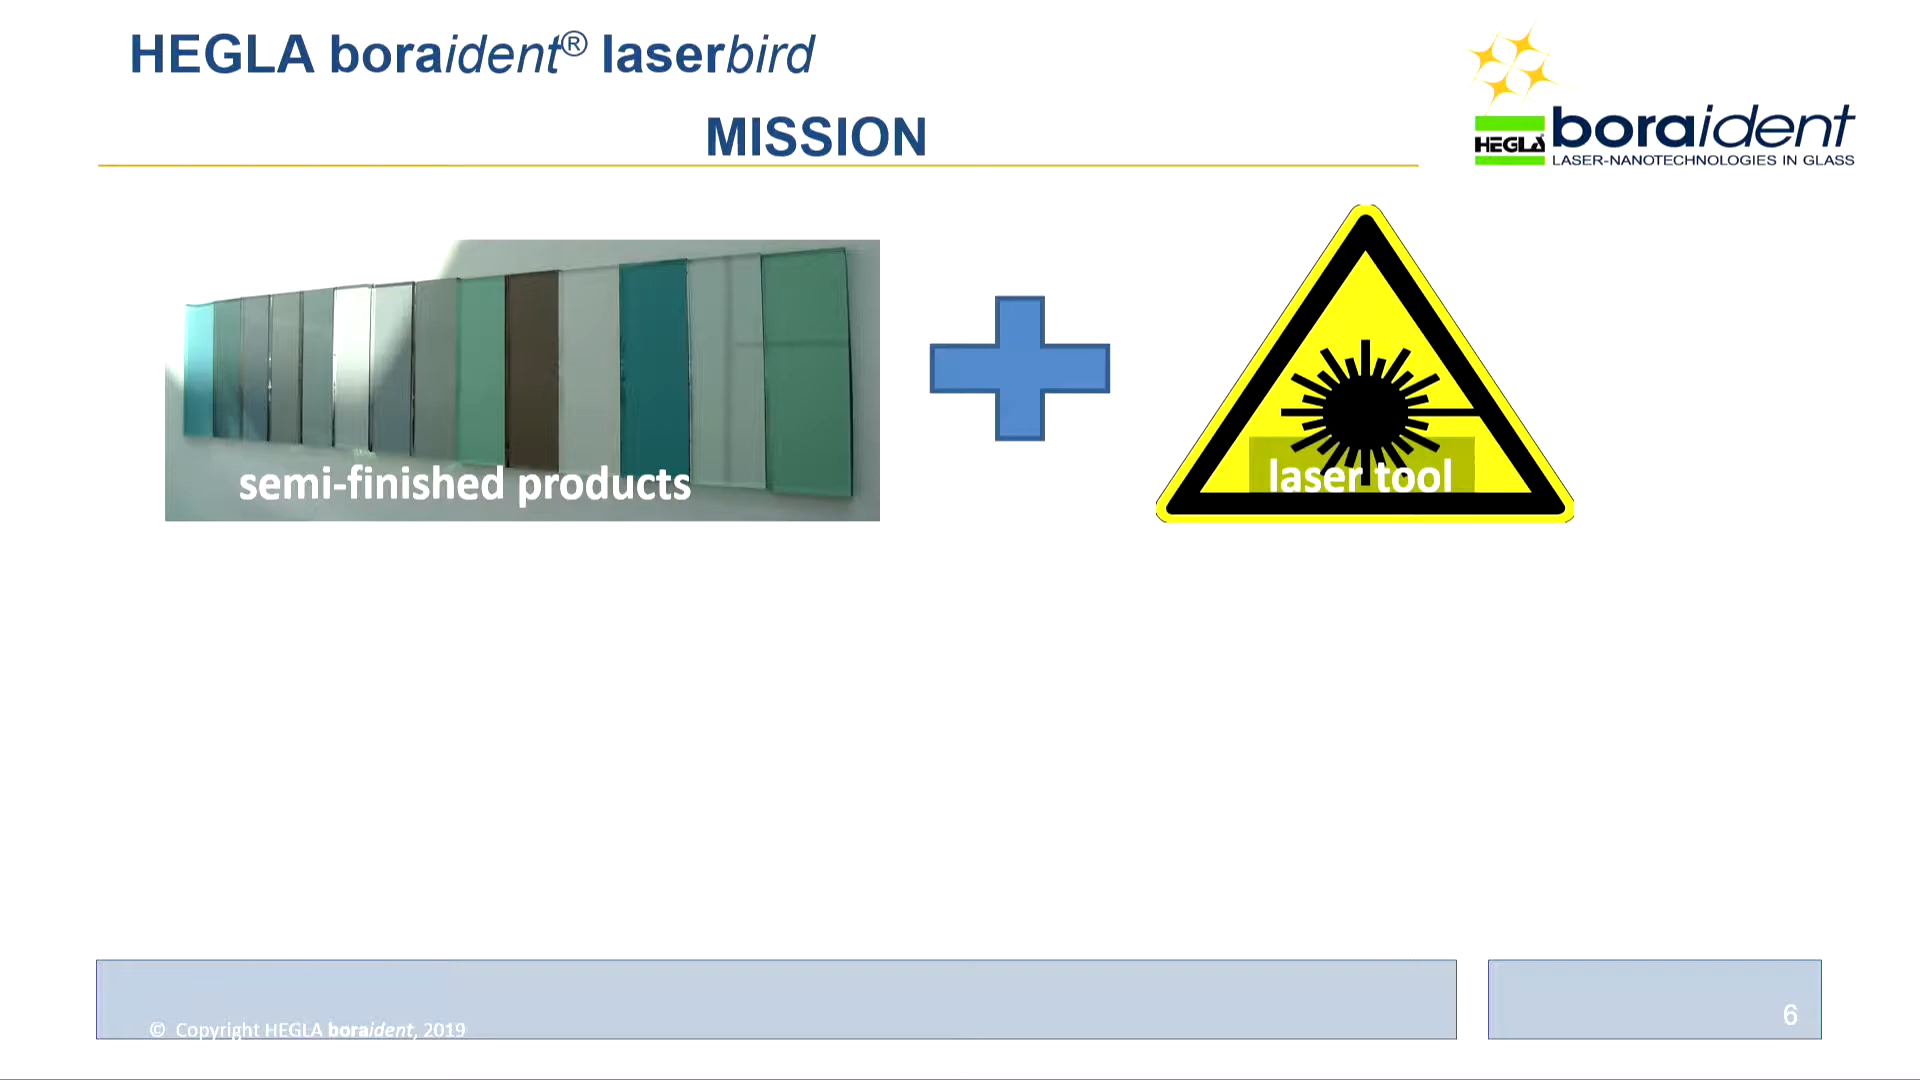 HEGLA boraident® laserbird
MISSION
HEGLA boraident
LASER-NANOTECHNOLOGIES IN GLASS
semi-finished products
laser tool
© Copyright HEGLA boraident, 2019
6